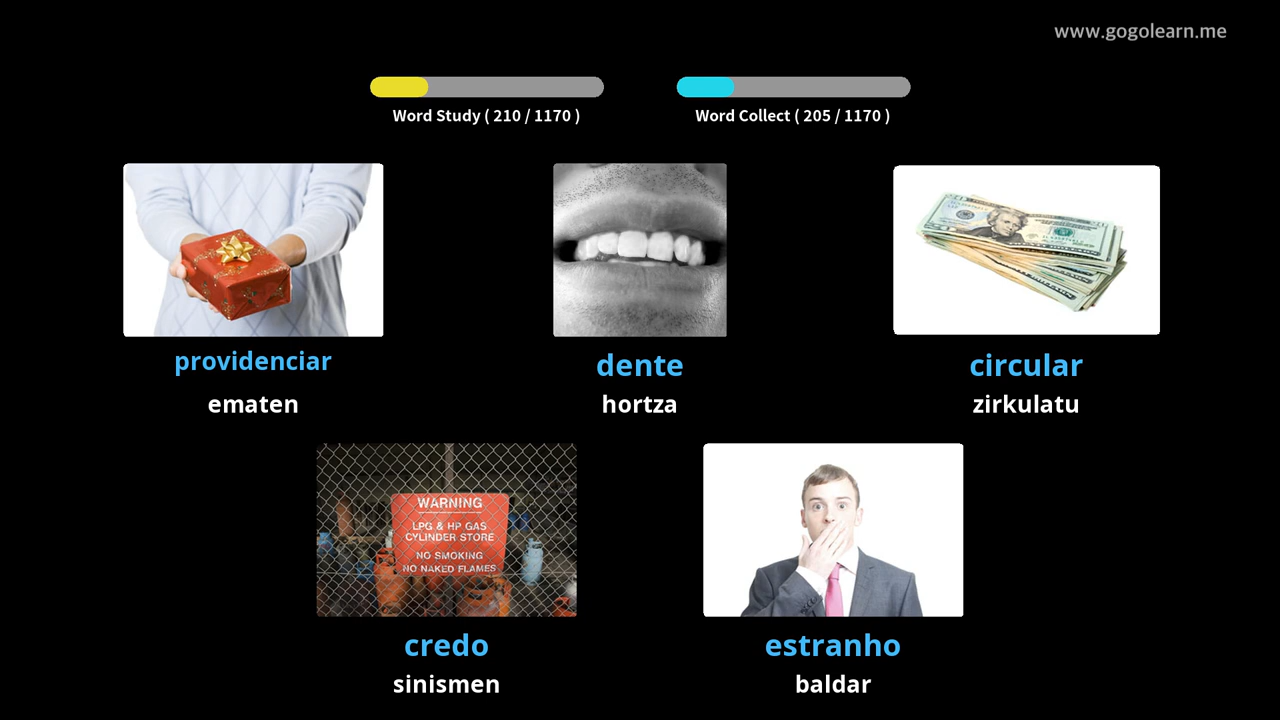 www.gogolearn.me
Word Study ( 210 / 1170 )
Word Collect ( 205 / 1170 )
providenciar
ematen
dente
hortza
circular
zirkulatu
WARNING
LPG & HP GAS
CYLINDER STORE
NO SMOKING
NO NAKED FLAMES
credo
sinismen
estranho
baldar